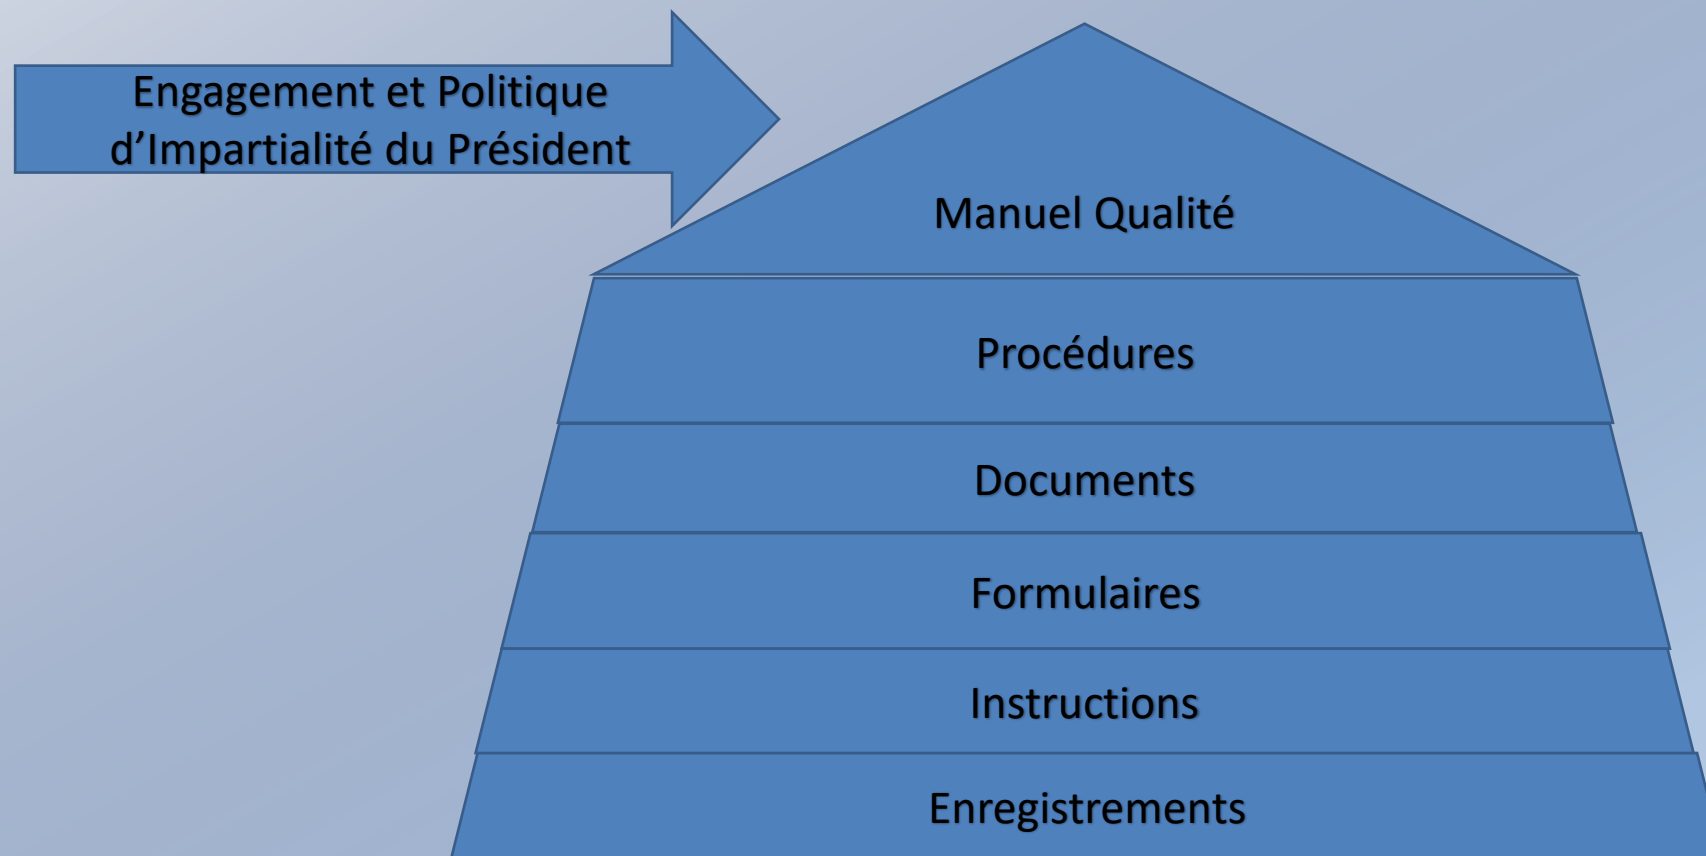 Engagement et Politique
d’Impartialité du Président
Manuel Qualité
Procédures
Documents
Formulaires
Instructions
Enregistrements